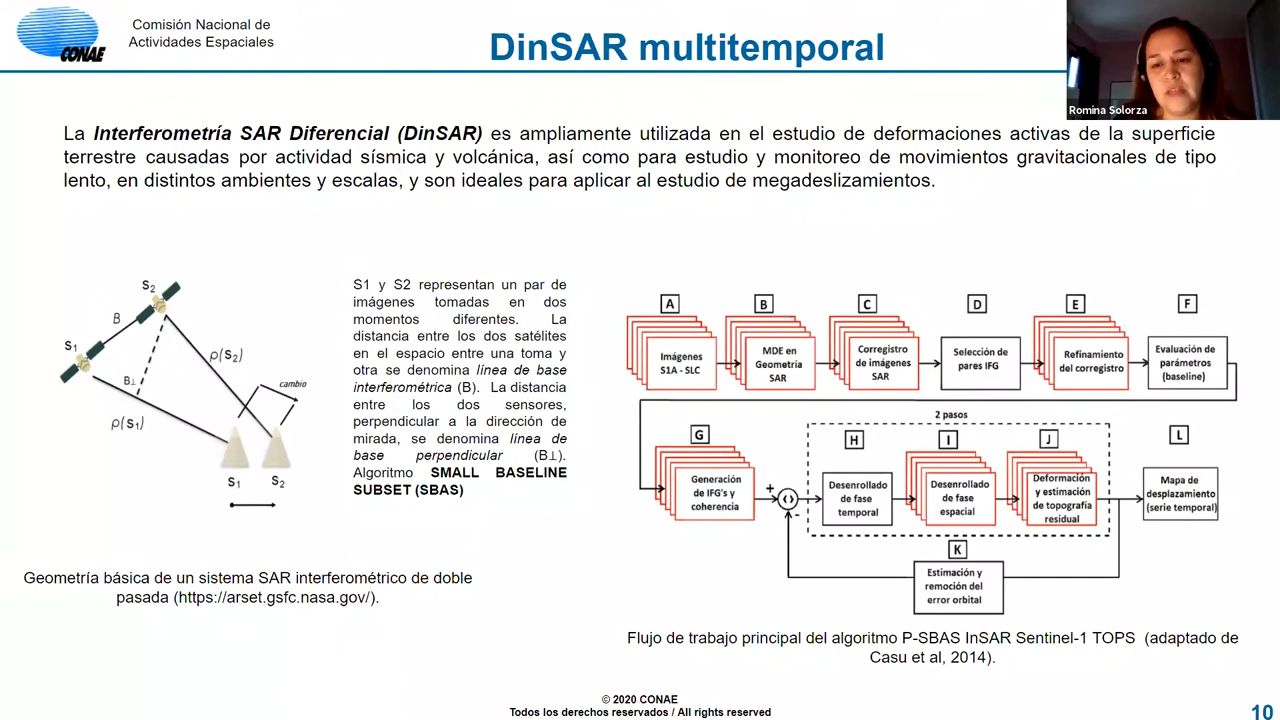 CONAE
Comisión Nacional de
Actividades Espaciales
DinSAR multitemporal
Romina Solorza
La Interferometría SAR Diferencial (DinSAR) es ampliamente utilizada en el estudio de deformaciones activas de la superficie
terrestre causadas por actividad sísmica y volcánica, así como para estudio y monitoreo de movimientos gravitacionales de tipo
lento, en distintos ambientes y escalas, y son ideales para aplicar al estudio de megadeslizamientos.
S2
B
S1
B⊥
ρ(S2)
ρ(S1)
cambio
S1 S2
S1 y S2 representan un par de
imágenes tomadas en dos
momentos diferentes. La
distancia entre los dos satélites
en el espacio entre una toma y
otra se denomina línea de base
interferométrica (B). La distancia
entre los dos sensores,
perpendicular a la dirección de
mirada, se denomina línea de
base perpendicular (B⊥).
Algoritmo SMALL BASELINE
SUBSET (SBAS)
Geometría básica de un sistema SAR interferométrico de doble
pasada (https://arset.gsfc.nasa.gov/).
A
Imágenes
S1A - SLC
B
MDE en
Geometría
SAR
C
Corregistro
de imágenes
SAR
D
Selección de
pares IFG
E
Refinamiento
del corregistro
F
Evaluación de
parámetros
(baseline)
G
Generación
de IFG's y
coherencia
+
-
2 pasos
H
Desenrollado
de fase
temporal
I
Desenrollado
de fase
espacial
J
Deformación
y estimación
de topografía
residual
K
Estimación y
remoción del
error orbital
L
Mapa de
desplazamiento
(serie temporal)
Flujo de trabajo principal del algoritmo P-SBAS InSAR Sentinel-1 TOPS (adaptado de
Casu et al, 2014).
© 2020 CONAE
Todos los derechos reservados / All rights reserved
10